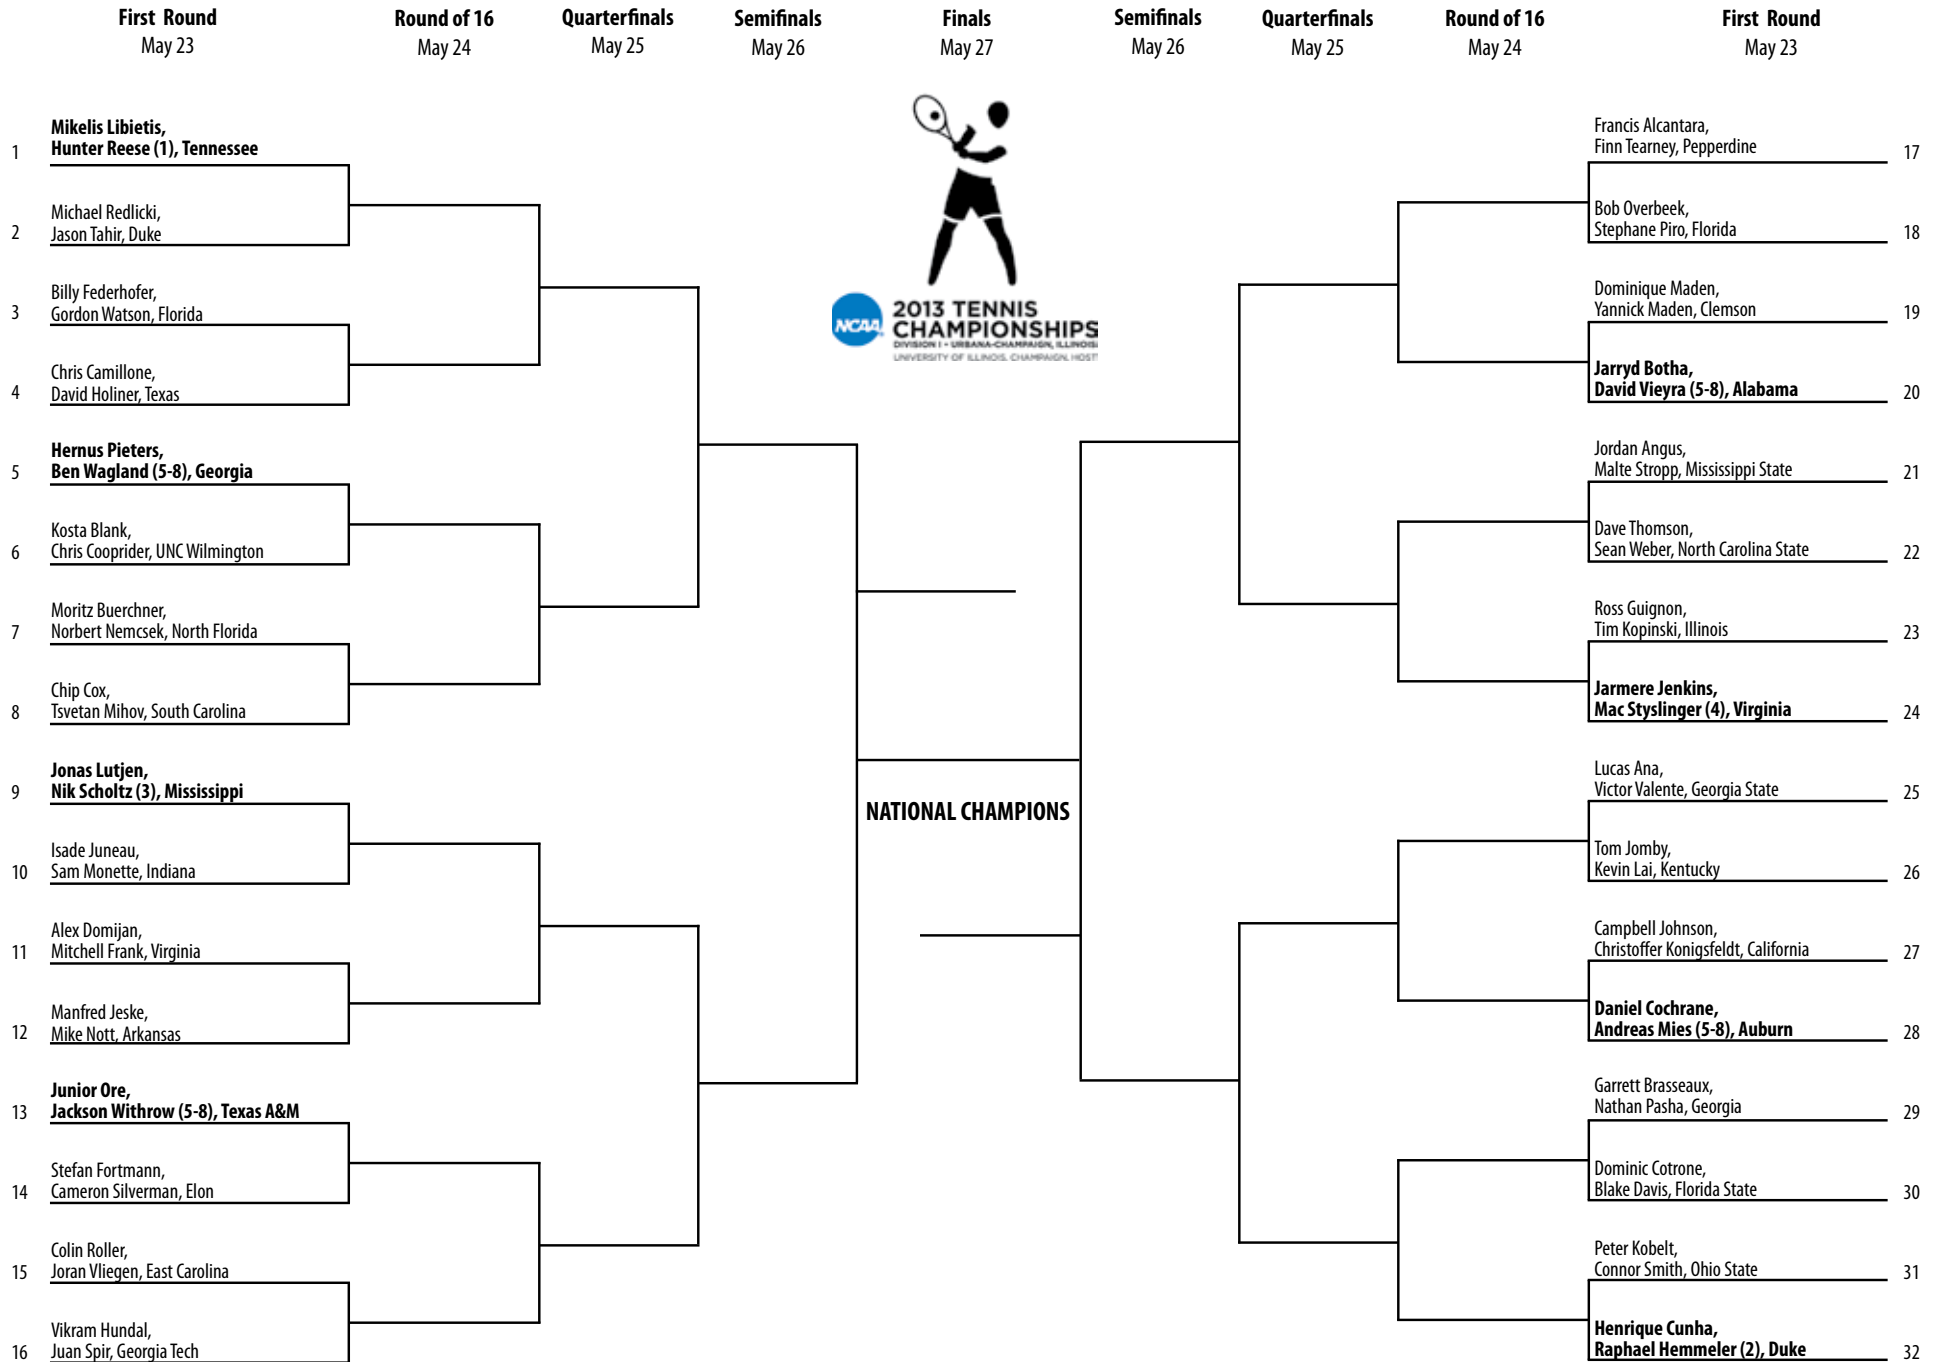 First Round
May 23
Round of 16
May 24
Quarterfinals
May 25
Semifinals
May 26
Finals
May 27
Semifinals
May 26
Quarterfinals
May 25
Round of 16
May 24
First Round
May 23
1
Mikelis Libietis,
Hunter Reese (1), Tennessee
2
Michael Redlicki,
Jason Tahir, Duke
3
Billy Federhofer,
Gordon Watson, Florida
4
Chris Camillone,
David Holiner, Texas
5
Hernus Pieters,
Ben Wagland (5-8), Georgia
6
Kosta Blank,
Chris Cooprider, UNC Wilmington
7
Moritz Buerchner,
Norbert Nemcsek, North Florida
8
Chip Cox,
Tsvetan Mihov, South Carolina
9
Jonas Lutjen,
Nik Scholtz (3), Mississippi
10
Isade Juneau,
Sam Monette, Indiana
11
Alex Domijan,
Mitchell Frank, Virginia
12
Manfred Jeske,
Mike Nott, Arkansas
13
Junior Ore,
Jackson Withrow (5-8), Texas A&M
14
Stefan Fortmann,
Cameron Silverman, Elon
15
Colin Roller,
Joran Vliegen, East Carolina
16
Vikram Hundal,
Juan Spir, Georgia Tech
NCAA
2013 TENNIS
CHAMPIONSHIPS
DIVISION I - URBANA-CHAMPAIGN, ILLINOIS
UNIVERSITY OF ILLINOIS, CHAMPAIGN, HOST
NATIONAL CHAMPIONS
Francis Alcantara,
Finn Tearney, Pepperdine
17
Bob Overbeek,
Stephane Piro, Florida
18
Dominique Maden,
Yannick Maden, Clemson
19
Jarryd Botha,
David Vieyra (5-8), Alabama
20
Jordan Angus,
Malte Stropp, Mississippi State
21
Dave Thomson,
Sean Weber, North Carolina State
22
Ross Guignon,
Tim Kopinski, Illinois
23
Jarmere Jenkins,
Mac Styslinger (4), Virginia
24
Lucas Ana,
Victor Valente, Georgia State
25
Tom Jomby,
Kevin Lai, Kentucky
26
Campbell Johnson,
Christoffer Konigsfeldt, California
27
Daniel Cochrane,
Andreas Mies (5-8), Auburn
28
Garrett Brasseaux,
Nathan Pasha, Georgia
29
Dominic Cotrone,
Blake Davis, Florida State
30
Peter Kobelt,
Connor Smith, Ohio State
31
Henrique Cunha,
Raphael Hemmeler (2), Duke
32